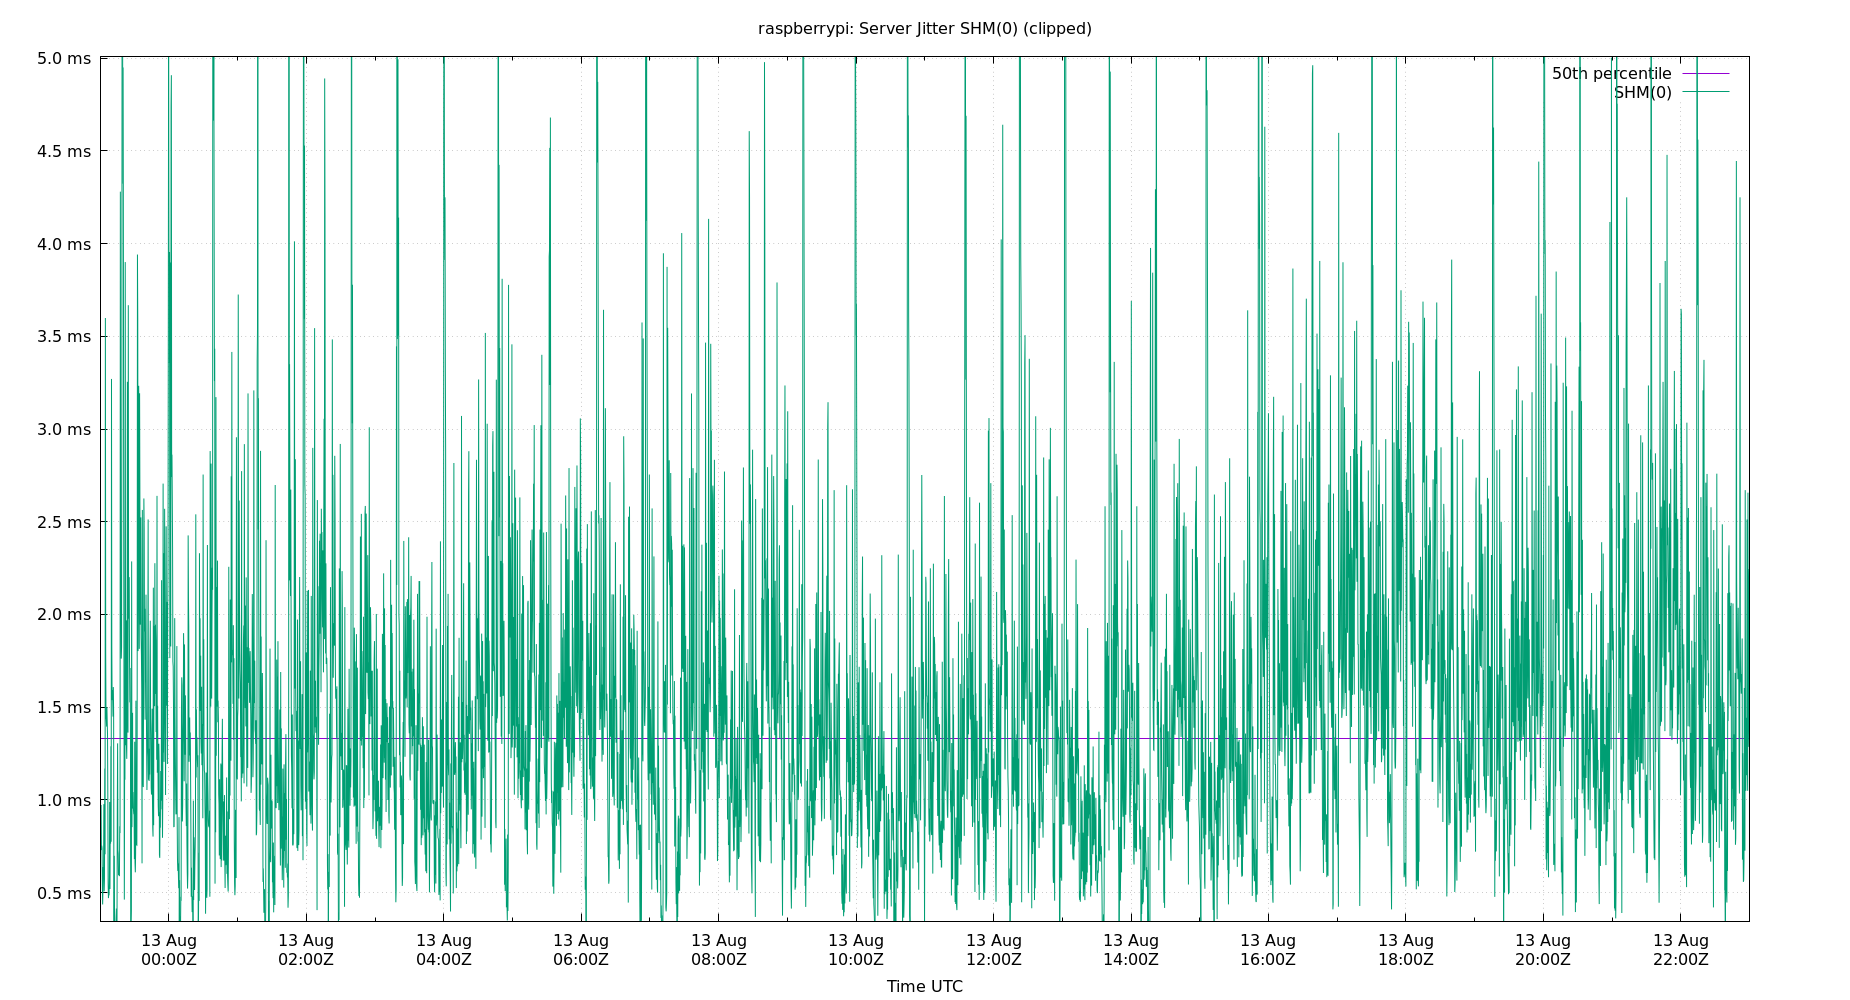 raspberrypi: Server Jitter SHM(0) (clipped)
5.0 ms
4.5 ms
4.0 ms
3.5 ms
3.0 ms
2.5 ms
2.0 ms
1.5 ms
1.0 ms
0.5 ms
50th percentile
SHM(0)
13 Aug 13 Aug 13 Aug 13 Aug 13 Aug 13 Aug 13 Aug 13 Aug 13 Aug 13 Aug 13 Aug 13 Aug
00:00Z 02:00Z 04:00Z 06:00Z 08:00Z 10:00Z 12:00Z 14:00Z 16:00Z 18:00Z 20:00Z 22:00Z
Time UTC